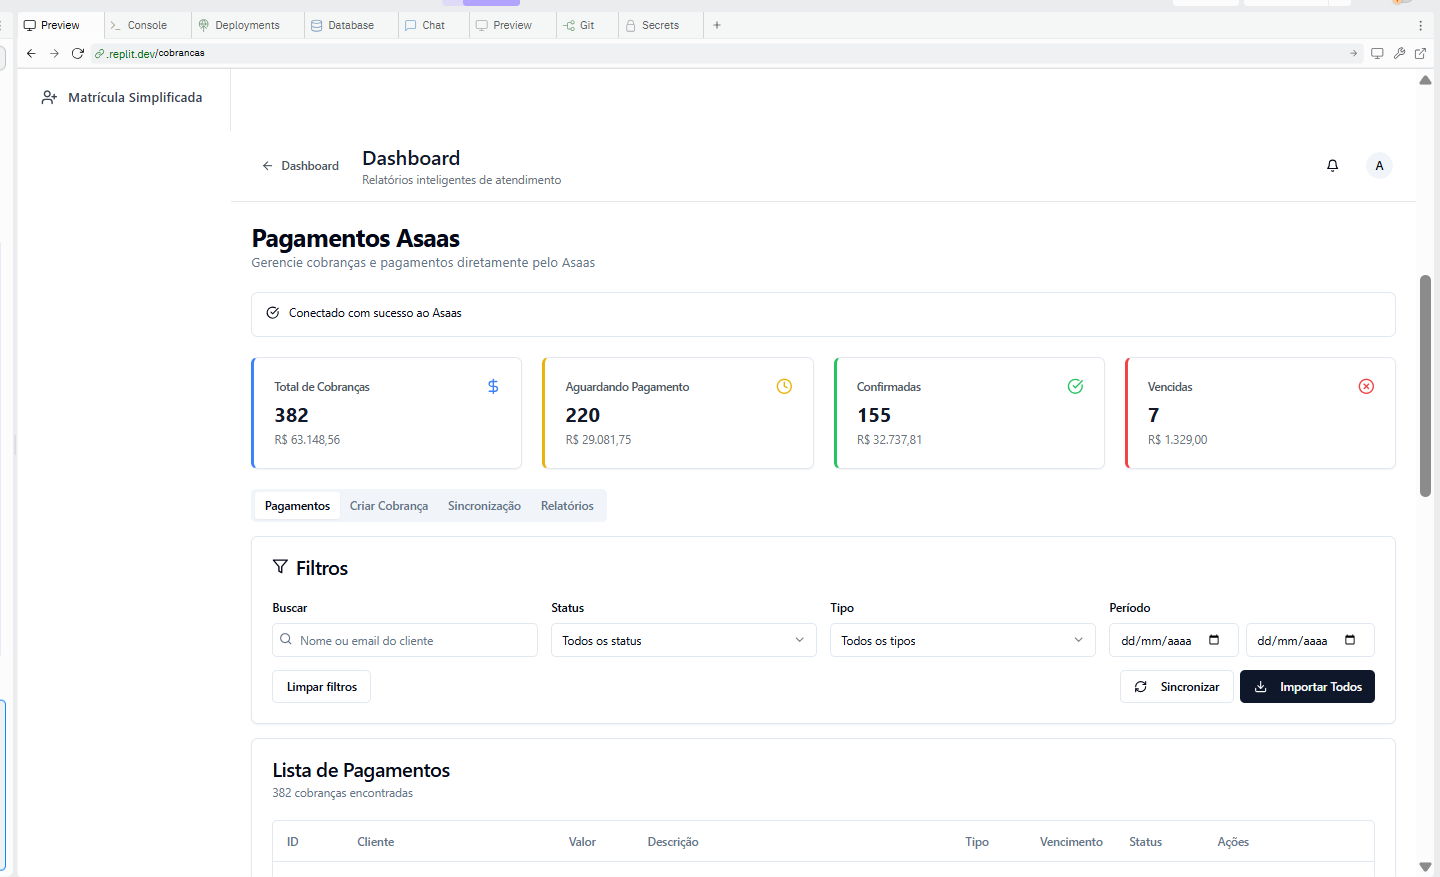 Preview
Console
Deployments
Database
Chat
Preview
Git
Secrets
.replit.dev/cobrancas
Matrícula Simplificada
Dashboard
Dashboard
Relatórios inteligentes de atendimento
A
Pagamentos Asaas
Gerencie cobranças e pagamentos diretamente pelo Asaas
Conectado com sucesso ao Asaas
Total de Cobranças
382
R$ 63.148,56
Aguardando Pagamento
220
R$ 29.081,75
Confirmadas
155
R$ 32.737,81
Vencidas
7
R$ 1.329,00
Pagamentos
Criar Cobrança
Sincronização
Relatórios
Filtros
Buscar
Nome ou email do cliente
Status
Todos os status
Tipo
Todos os tipos
Período
dd/mm/aaaa
dd/mm/aaaa
Limpar filtros
Sincronizar
Importar Todos
Lista de Pagamentos
382 cobranças encontradas
ID
Cliente
Valor
Descrição
Tipo
Vencimento
Status
Ações